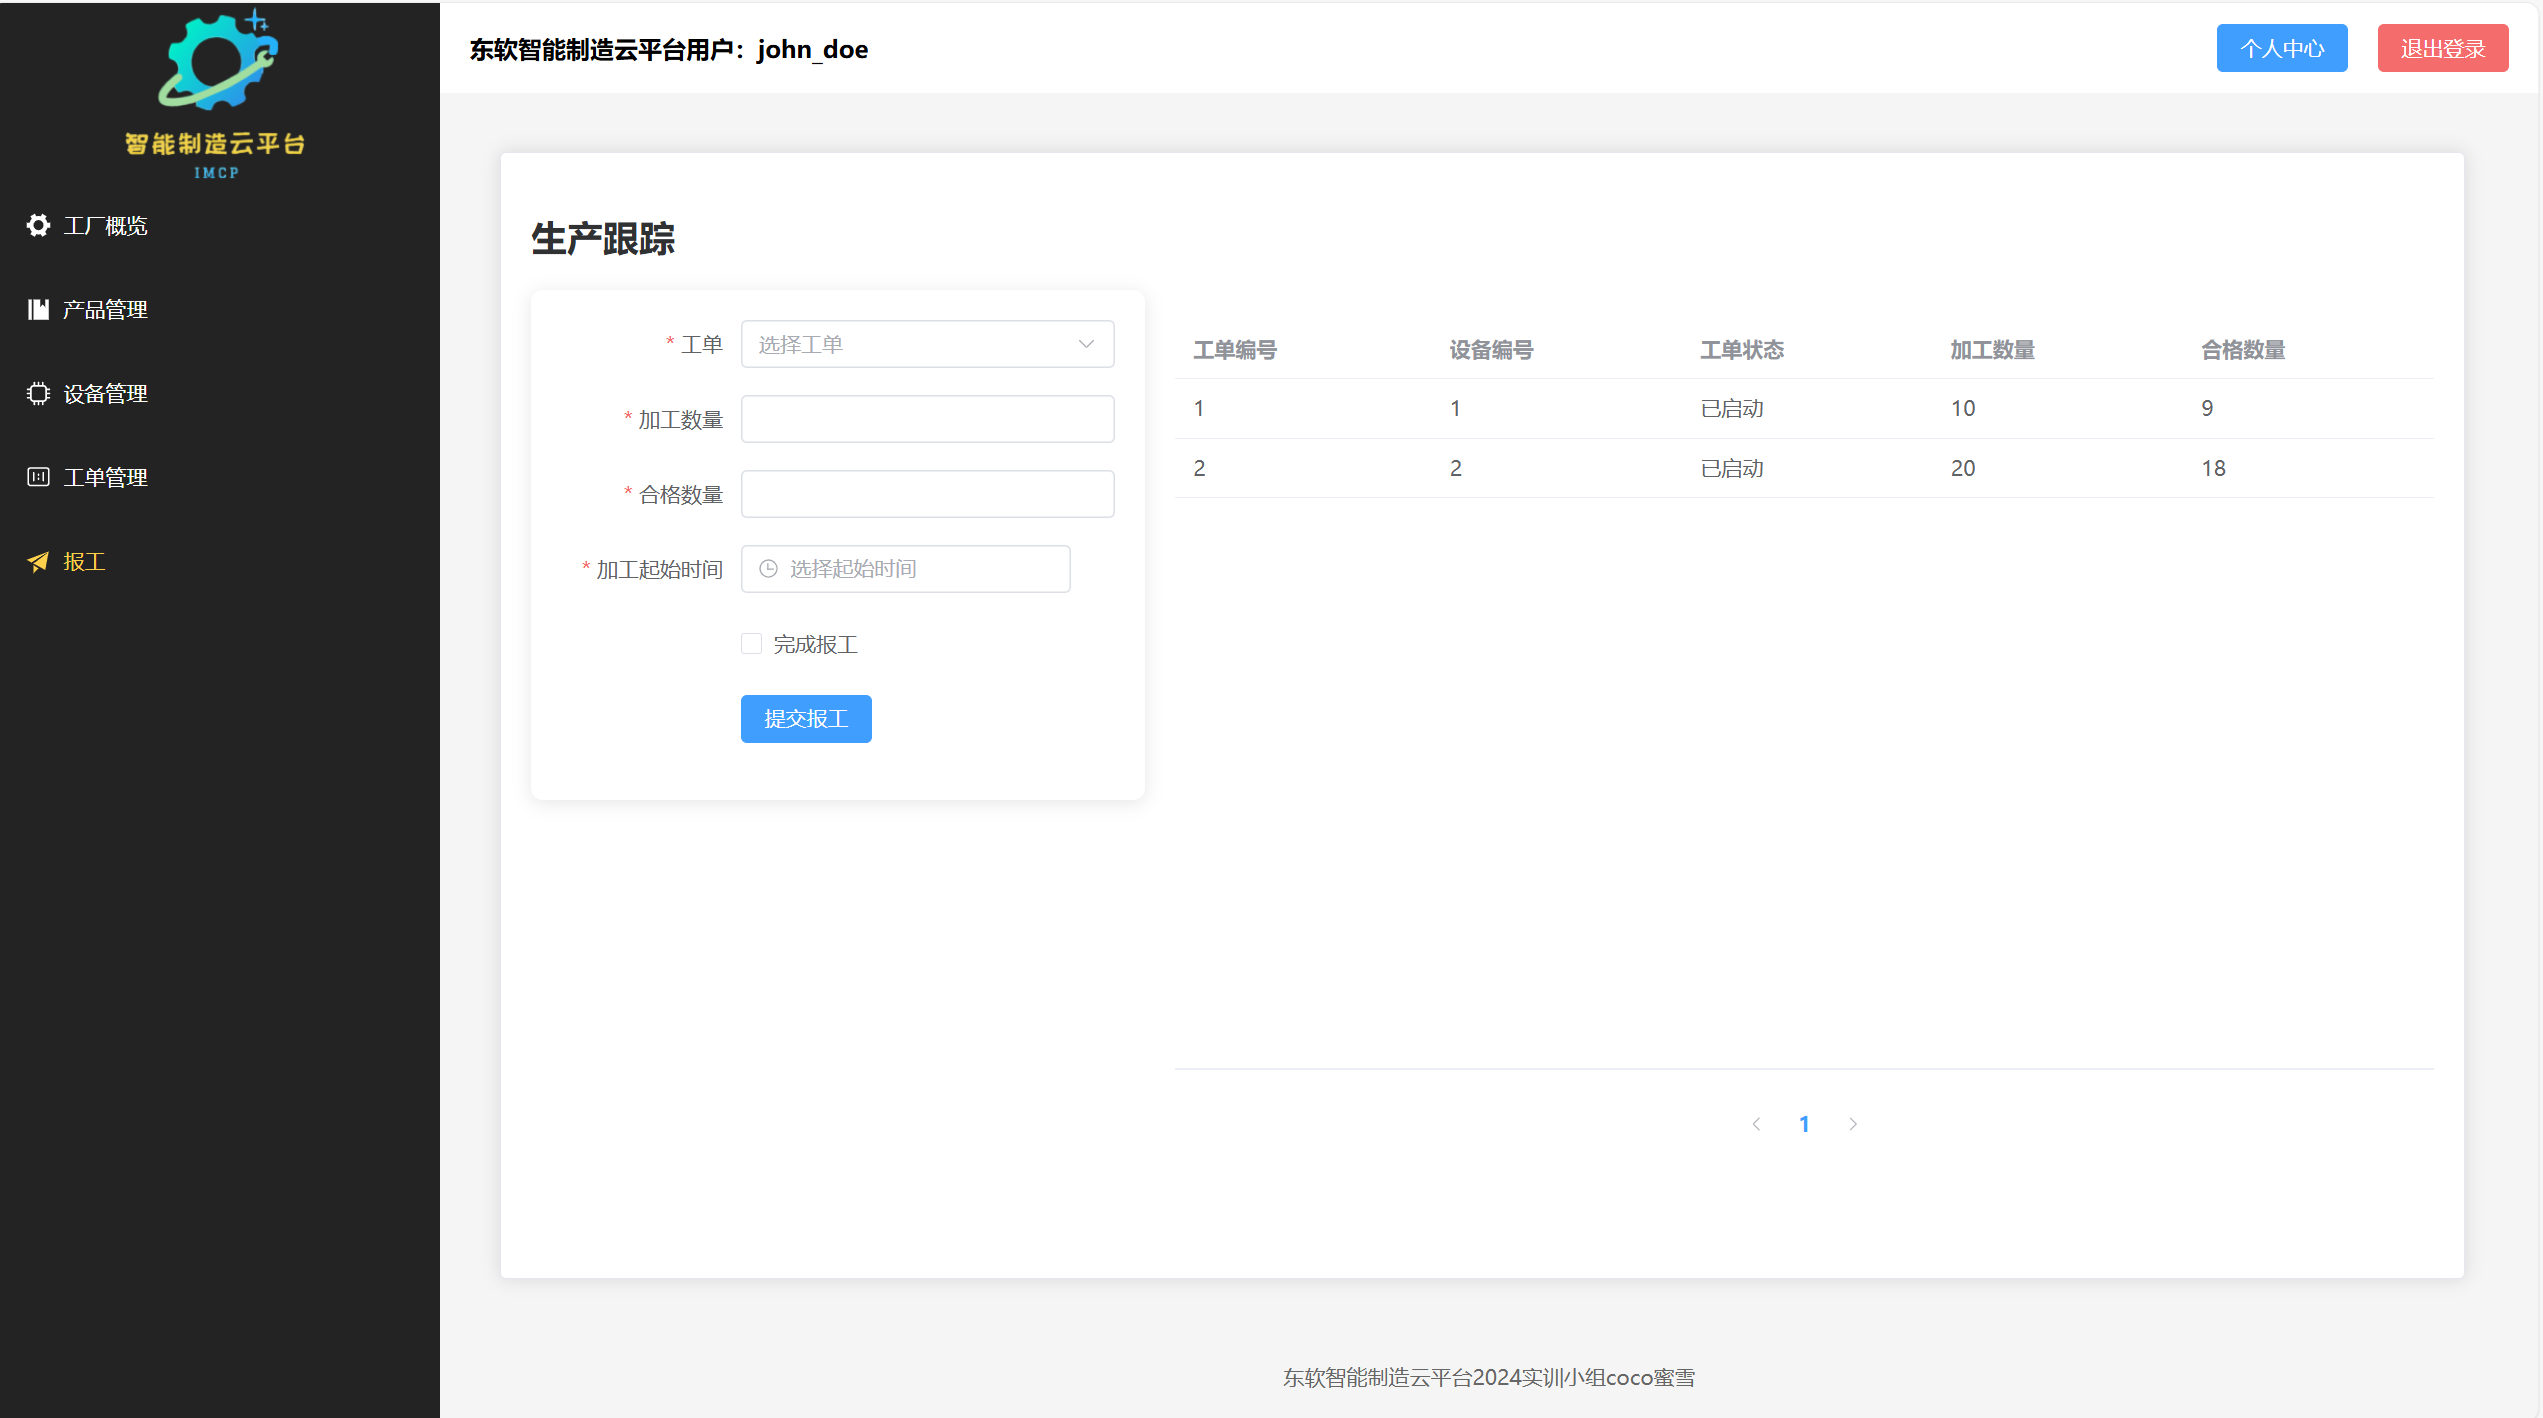 智能制造云平台
IMCP
工厂概览
产品管理
设备管理
工单管理
报工
东软智能制造云平台用户：john_doe
个人中心
退出登录
生产跟踪
* 工单 选择工单
* 加工数量
* 合格数量
* 加工起始时间 选择起始时间
完成报工
提交报工
工单编号 设备编号 工单状态 加工数量 合格数量
1 1 已启动 10 9
2 2 已启动 20 18
1
东软智能制造云平台2024实训小组coco蜜雪